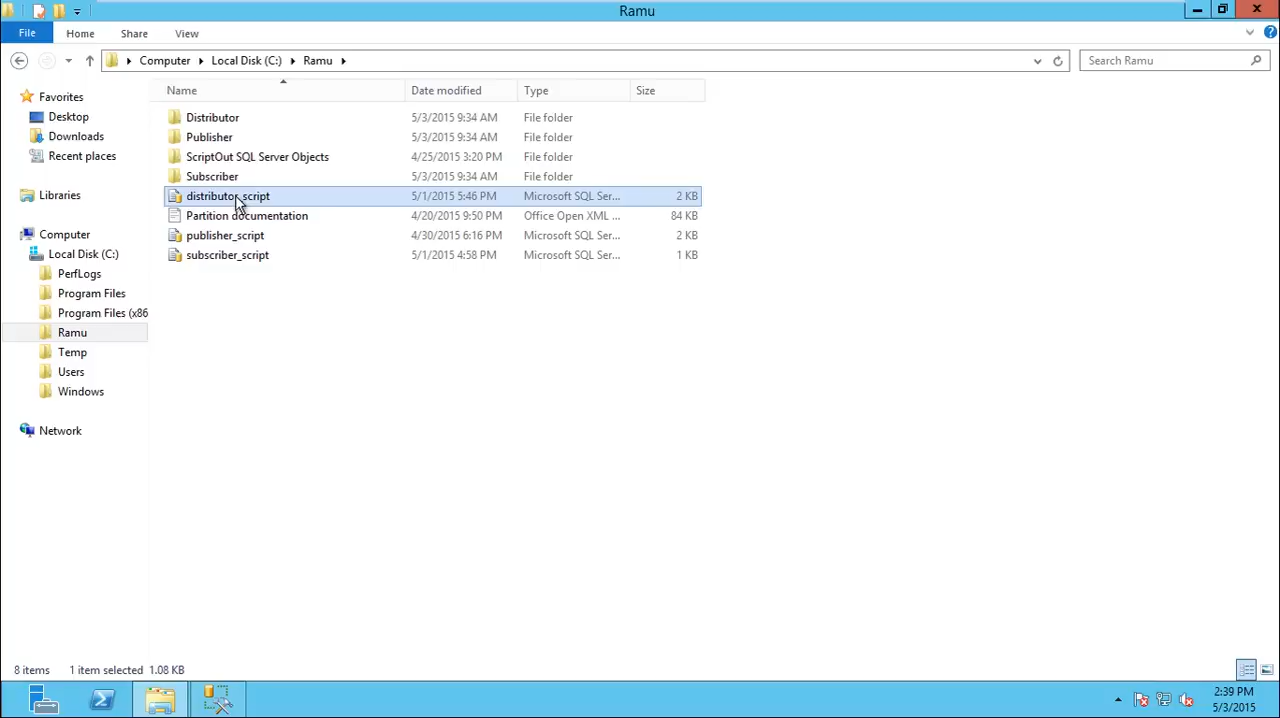 Ramu
File Home Share View
Computer Local Disk (C:) Ramu Search Ramu
Name Date modified Type Size
Favorites
Desktop
Downloads
Recent places
Libraries
Computer
Local Disk (C:)
PerfLogs
Program Files
Program Files (x86
Ramu
Temp
Users
Windows
Network
Distributor 5/3/2015 9:34 AM File folder
Publisher 5/3/2015 9:34 AM File folder
ScriptOut SQL Server Objects 4/25/2015 3:20 PM File folder
Subscriber 5/3/2015 9:34 AM File folder
distributor_script 5/1/2015 5:46 PM Microsoft SQL Ser... 2 KB
Partition documentation 4/20/2015 9:50 PM Office Open XML ... 84 KB
publisher_script 4/30/2015 6:16 PM Microsoft SQL Ser... 2 KB
subscriber_script 5/1/2015 4:58 PM Microsoft SQL Ser... 1 KB
8 items 1 item selected 1.08 KB
2:39 PM
5/3/2015